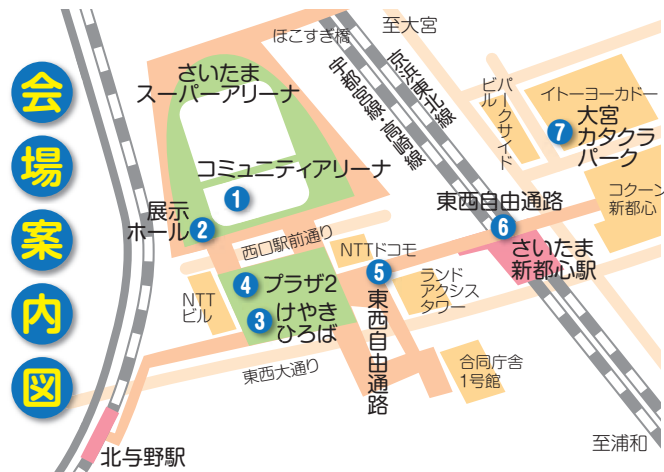 会場案内図
ほこすぎ橋
至大宮
さいたま
スーパーアリーナ
宇都宮線・高崎線
京浜東北線
パークサイド
ビル
イトーヨーカドー
7
大宮
カタクラ
パーク
コミュニティアリーナ
1
展示
ホール
2
西口駅前通り
東西自由通路
6
コクーン
新都心
さいたま
新都心駅
NTTドコモ
5
東西自由通路
ランド
アクシス
タワー
4
プラザ2
3
けやき
ひろば
NTT
ビル
東西大通り
合同庁舎
1号館
北与野駅
至浦和